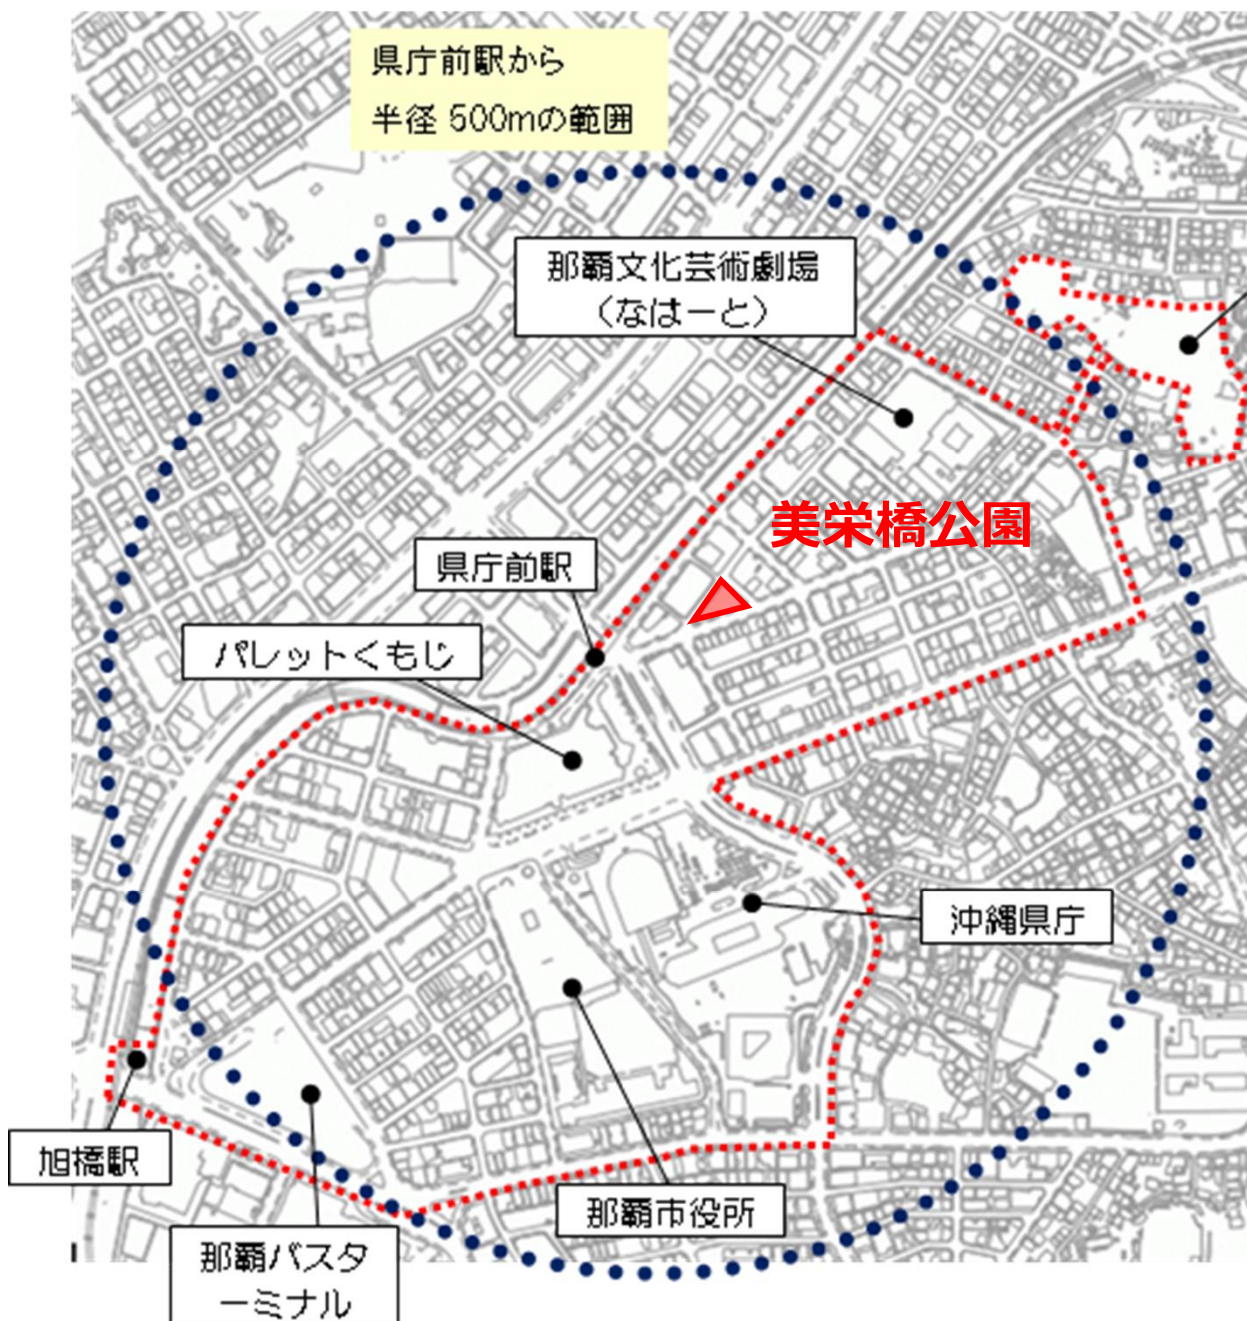 県庁前駅から
半径 500mの範囲
那覇文化芸術劇場
(なはーと)
美栄橋公園
県庁前駅
パレットくもじ
沖縄県庁
旭橋駅
那覇市役所
那覇バスタ
ーミナル